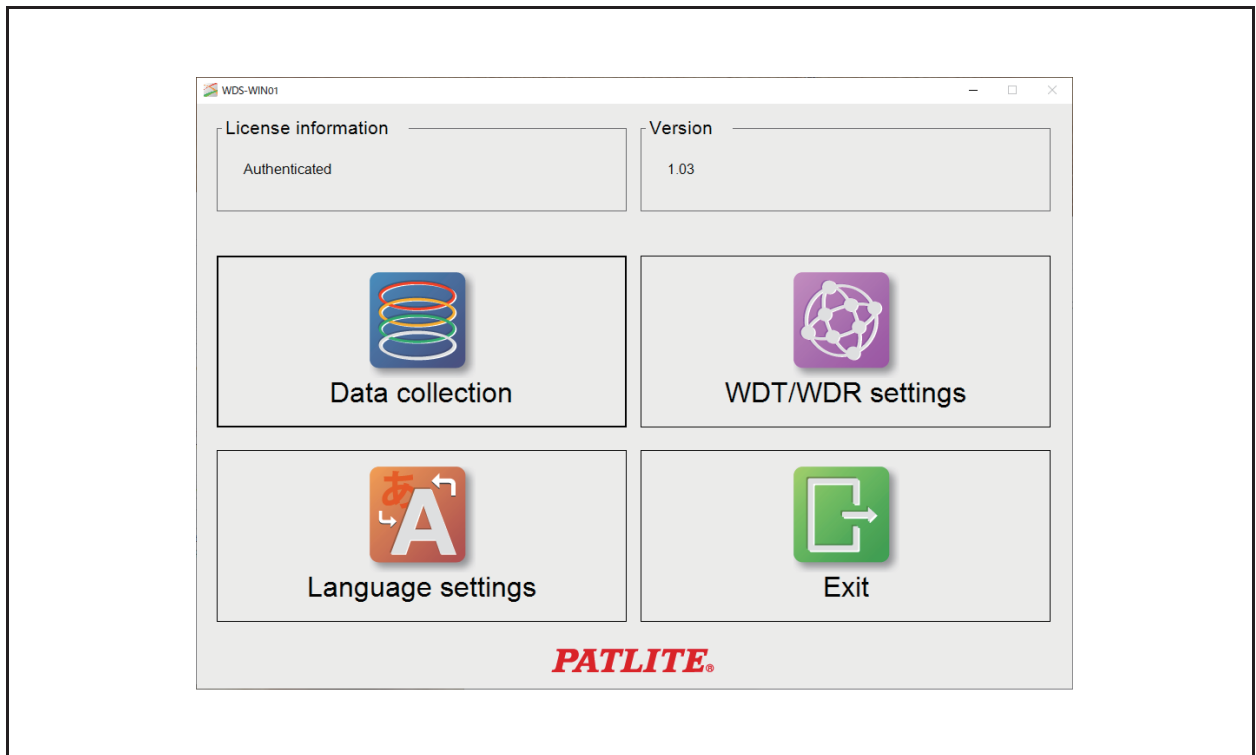 WDS-WIN01
License information
Authenticated
Version
1.03
Data collection
WDT/WDR settings
あ
A
Language settings
Exit
PATLITE®